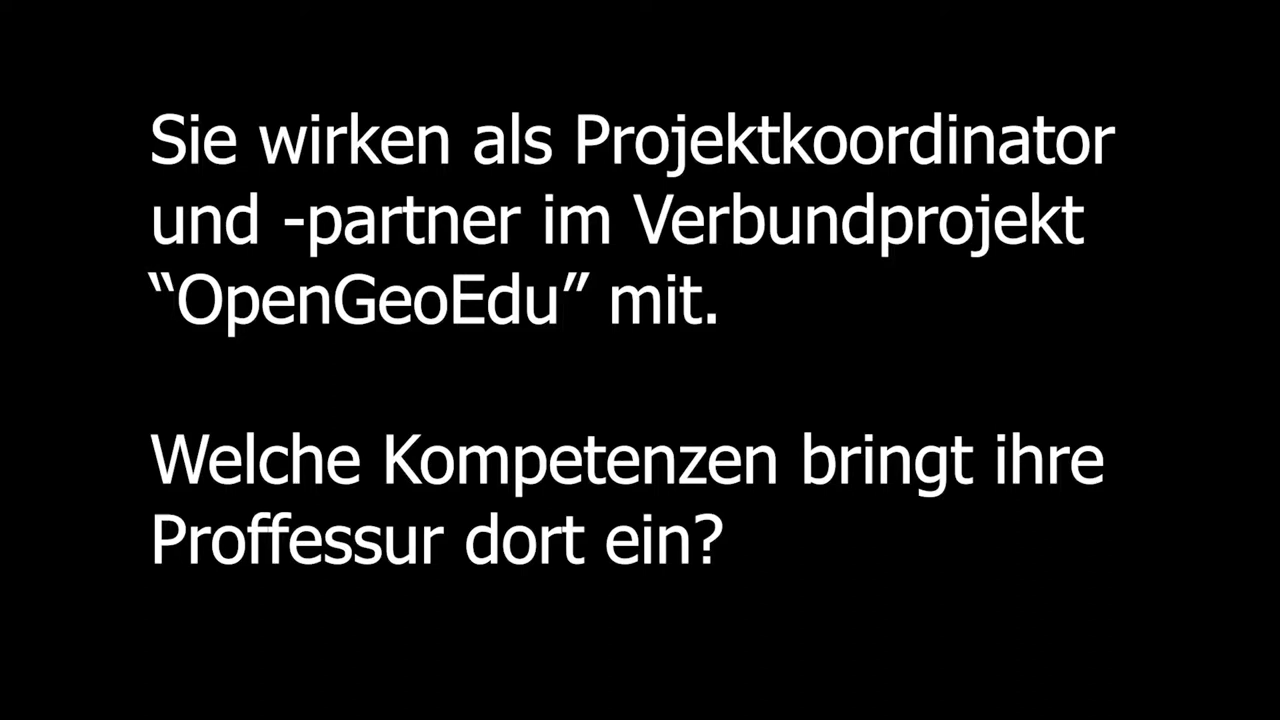 Sie wirken als Projektkoordinator
und -partner im Verbundprojekt
“OpenGeoEdu” mit.
Welche Kompetenzen bringt ihre
Proffessur dort ein?